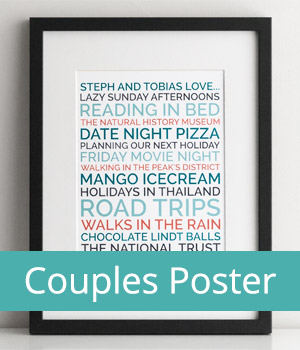 STEPH AND TOBIAS LOVE...
LAZY SUNDAY AFTERNOONS
READING IN BED
THE NATURAL HISTORY MUSEUM
DATE NIGHT PIZZA
PLANNING OUR NEXT HOLIDAY
FRIDAY MOVIE NIGHT
WALKING IN THE PEAK'S DISTRICT
MANGO ICECREAM
HOLIDAYS IN THAILAND
ROAD TRIPS
WALKS IN THE RAIN
CHOCOLATE LINDT BALLS
THE NATIONAL TRUST
Couples Poster